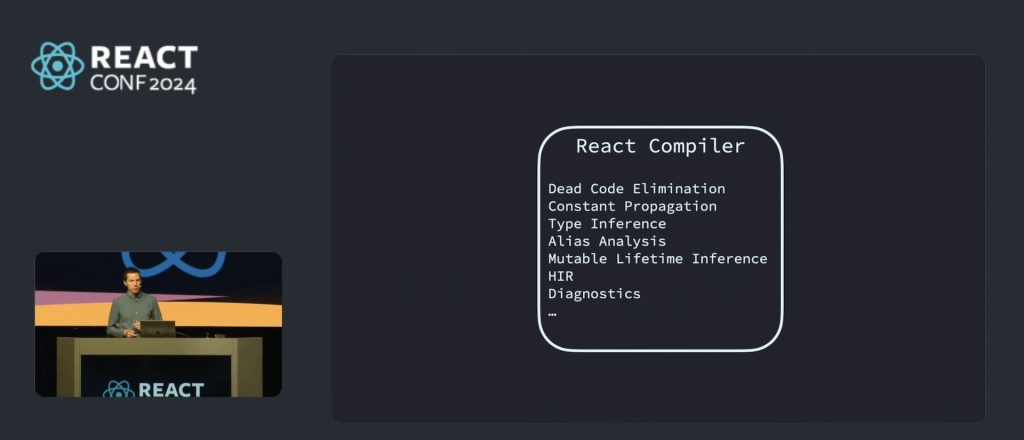 REACT
CONF 2024
React Compiler
Dead Code Elimination
Constant Propagation
Type Inference
Alias Analysis
Mutable Lifetime Inference
HIR
Diagnostics
…
REACT